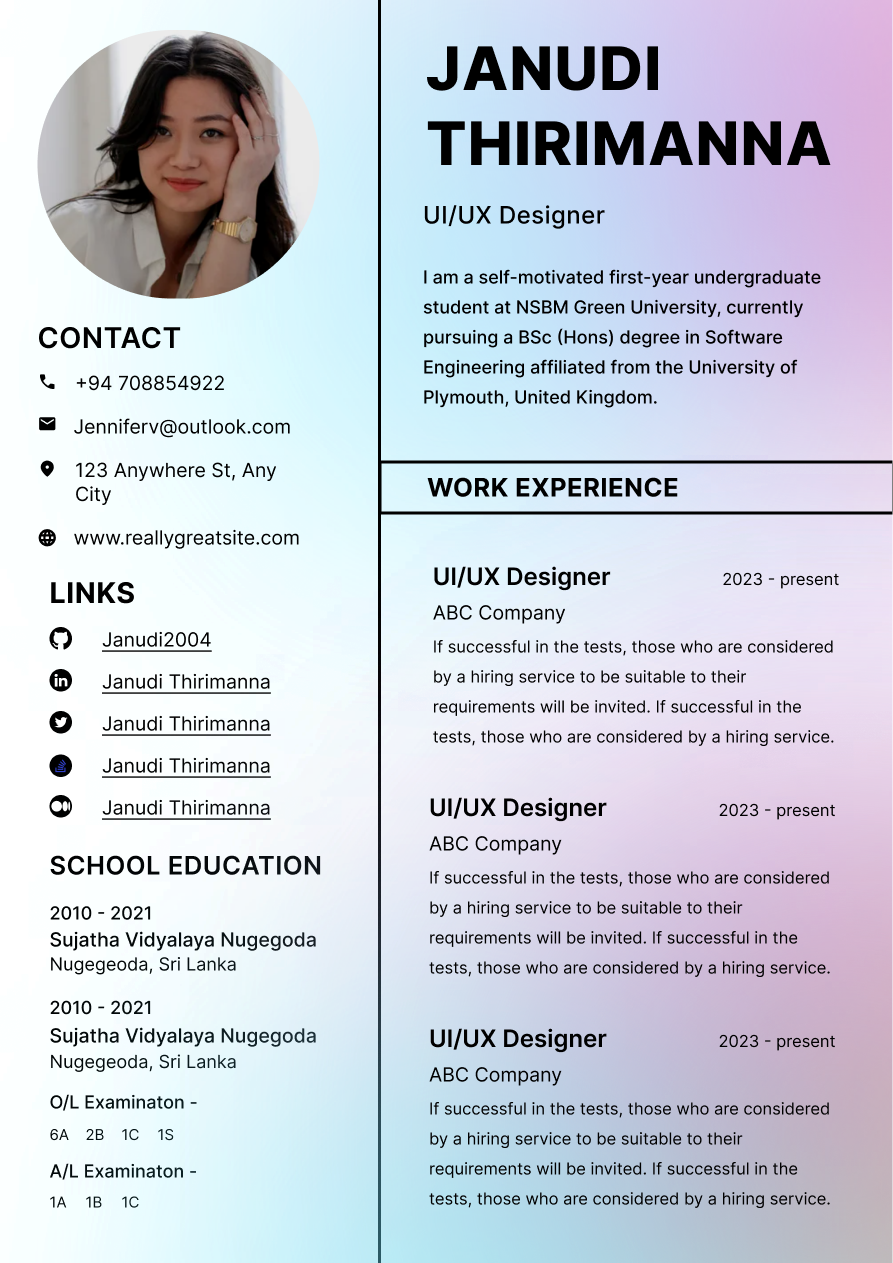 JANUDI
THIRIMANNA
UI/UX Designer
I am a self-motivated first-year undergraduate
student at NSBM Green University, currently
pursuing a BSc (Hons) degree in Software
Engineering affiliated from the University of
Plymouth, United Kingdom.
CONTACT
+94 708854922
Jenniferv@outlook.com
123 Anywhere St, Any
City
www.reallygreatsite.com
LINKS
Janudi2004
in
Janudi Thirimanna
Janudi Thirimanna
Janudi Thirimanna
Janudi Thirimanna
SCHOOL EDUCATION
2010 - 2021
Sujatha Vidyalaya Nugegoda
Nugegeoda, Sri Lanka
2010 - 2021
Sujatha Vidyalaya Nugegoda
Nugegeoda, Sri Lanka
O/L Examinaton -
6A 2B 1C 1S
A/L Examinaton -
1A 1B 1C
WORK EXPERIENCE
UI/UX Designer 2023 - present
ABC Company
If successful in the tests, those who are considered
by a hiring service to be suitable to their
requirements will be invited. If successful in the
tests, those who are considered by a hiring service.
UI/UX Designer 2023 - present
ABC Company
If successful in the tests, those who are considered
by a hiring service to be suitable to their
requirements will be invited. If successful in the
tests, those who are considered by a hiring service.
UI/UX Designer 2023 - present
ABC Company
If successful in the tests, those who are considered
by a hiring service to be suitable to their
requirements will be invited. If successful in the
tests, those who are considered by a hiring service.